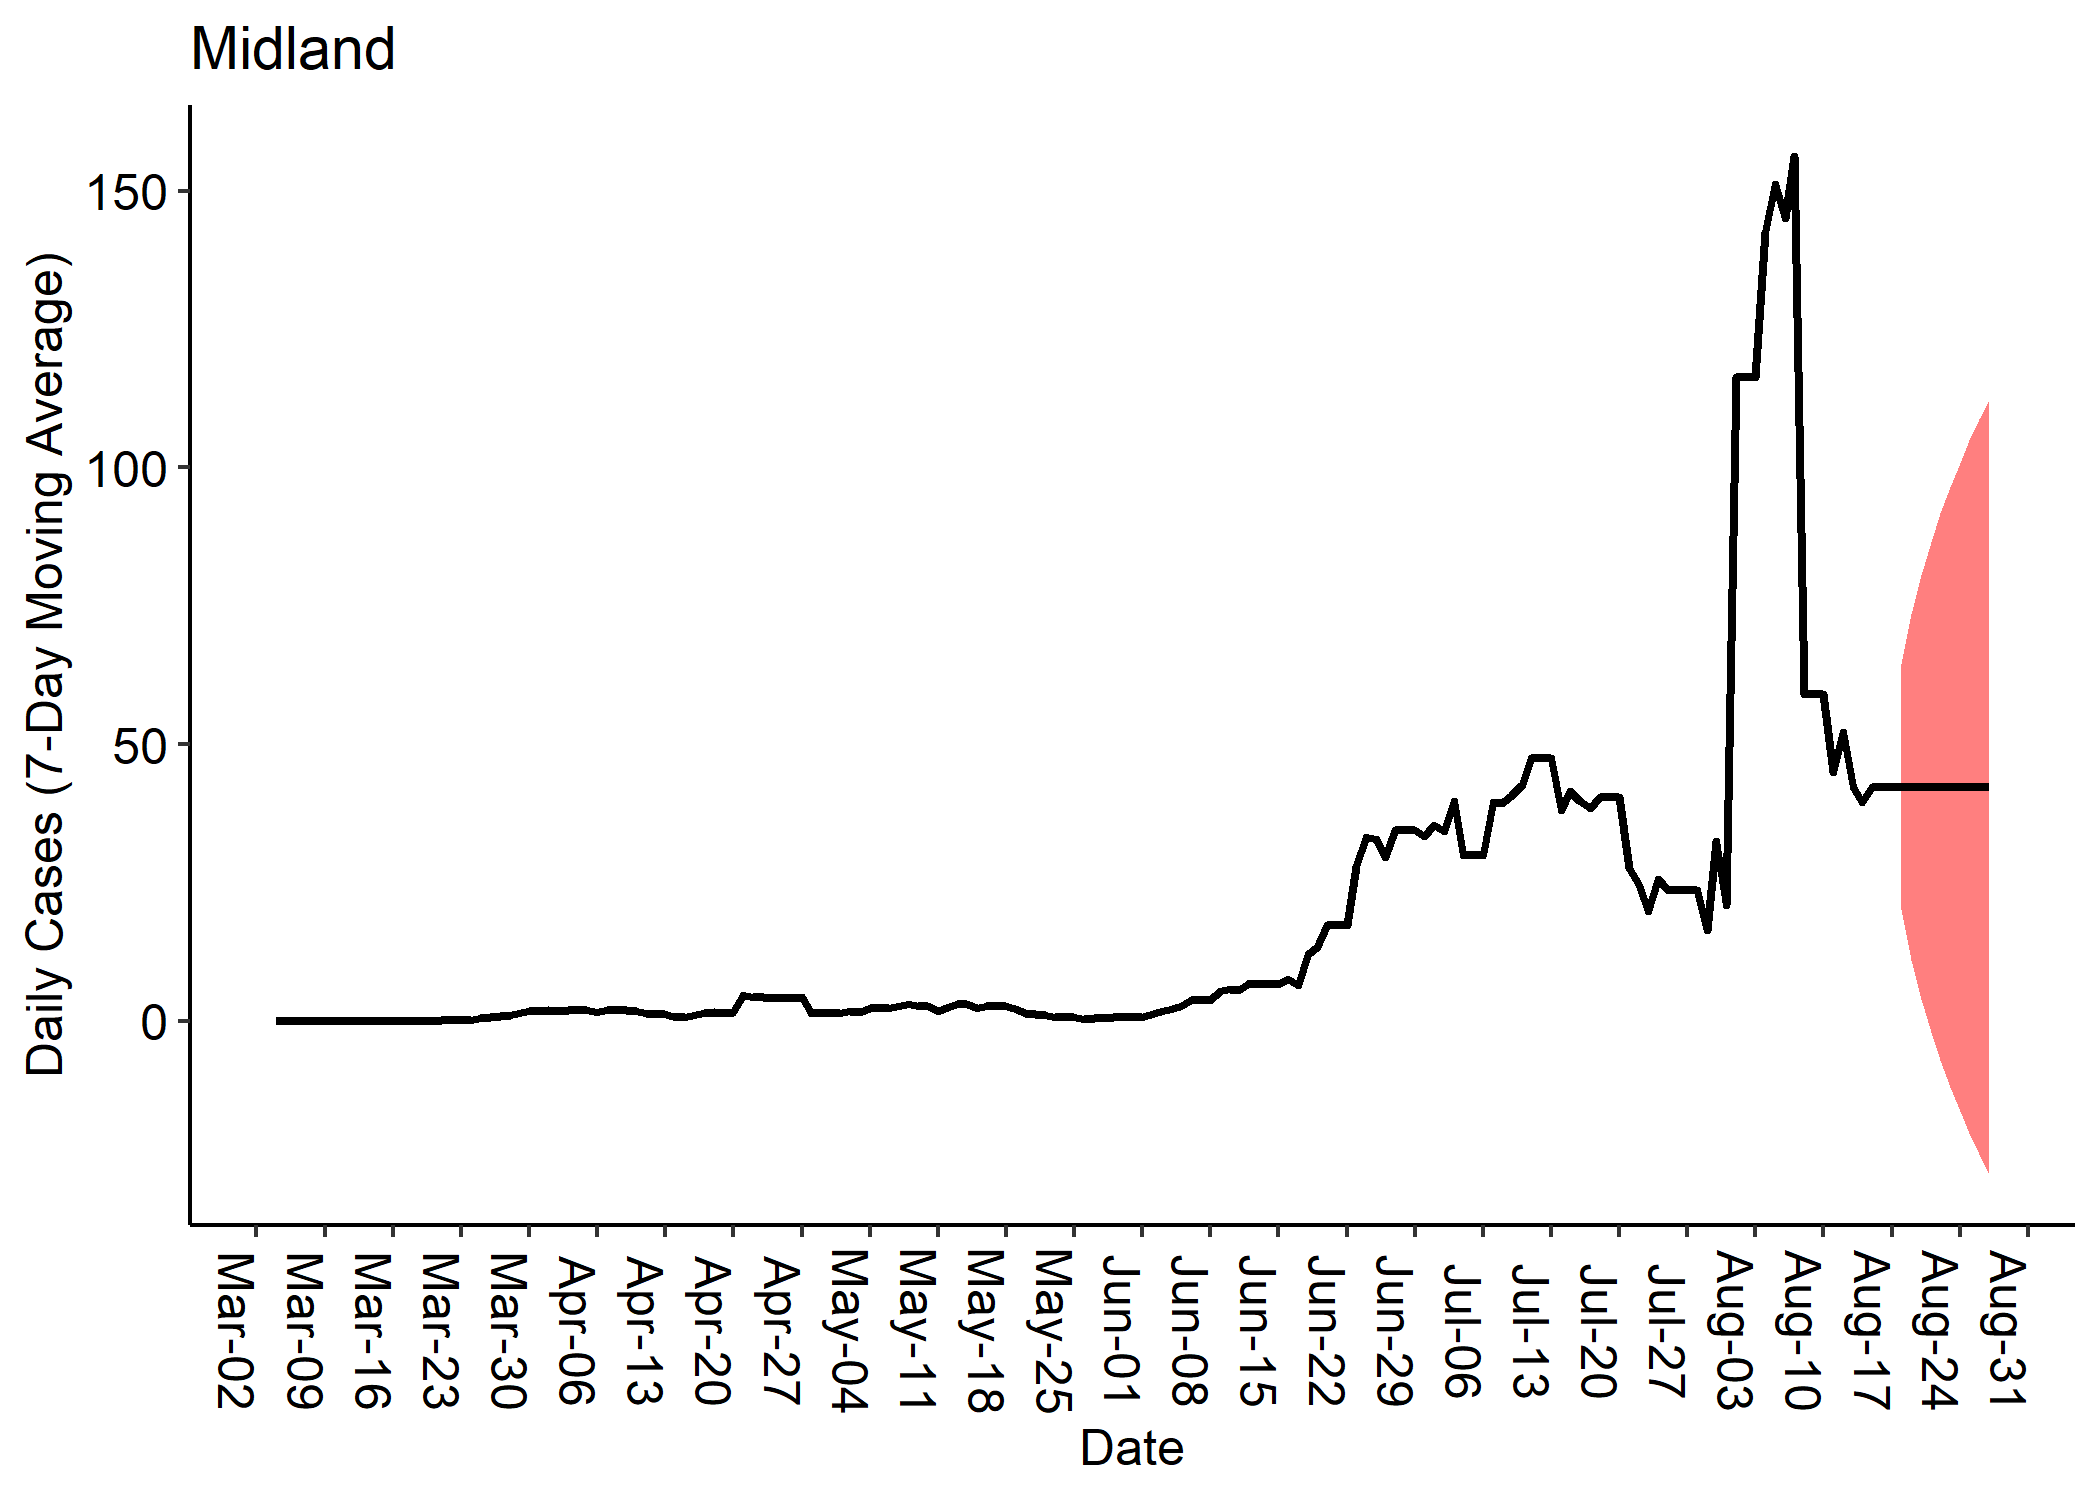 Midland
Daily Cases (7-Day Moving Average)
150
100
50
0
Mar-02
Mar-09
Mar-16
Mar-23
Mar-30
Apr-06
Apr-13
Apr-20
Apr-27
May-04
May-11
May-18
May-25
Jun-01
Jun-08
Jun-15
Jun-22
Jun-29
Jul-06
Jul-13
Jul-20
Jul-27
Aug-03
Aug-10
Aug-17
Aug-24
Aug-31
Date